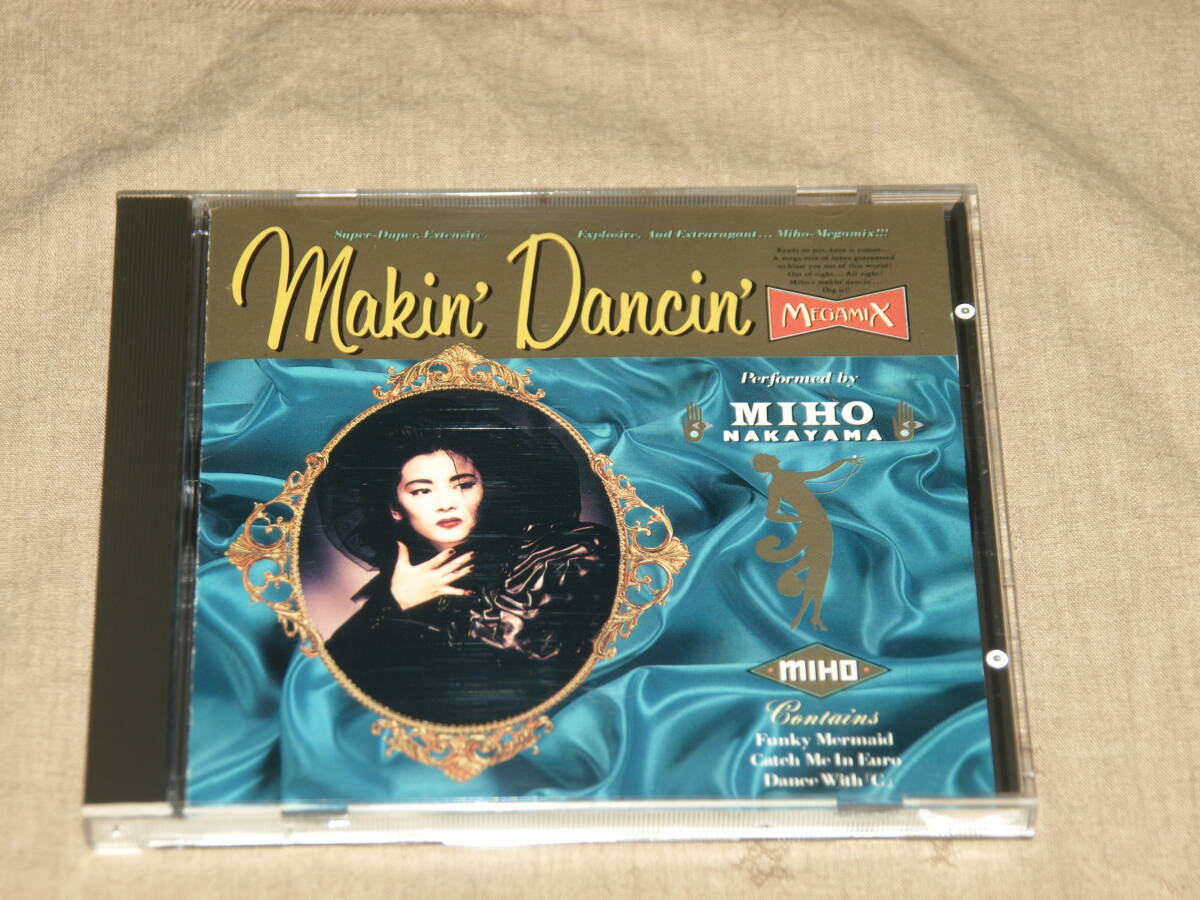 Super-Duper, Extensive,
Explosive, And Extravagant... Miho-Megamix!!!
Ready or not, here it comes...
A mega-mix of tunes guaranteed
to blast you out of this world!
Out of sight... All right!
Miho's makin' dancin'
Dig it!!
Makin' Dancin'
MEGAMIX
Performed by
MIHO
NAKAYAMA
MIHO
Contains
Funky Mermaid
Catch Me In Euro
Dance With「C」